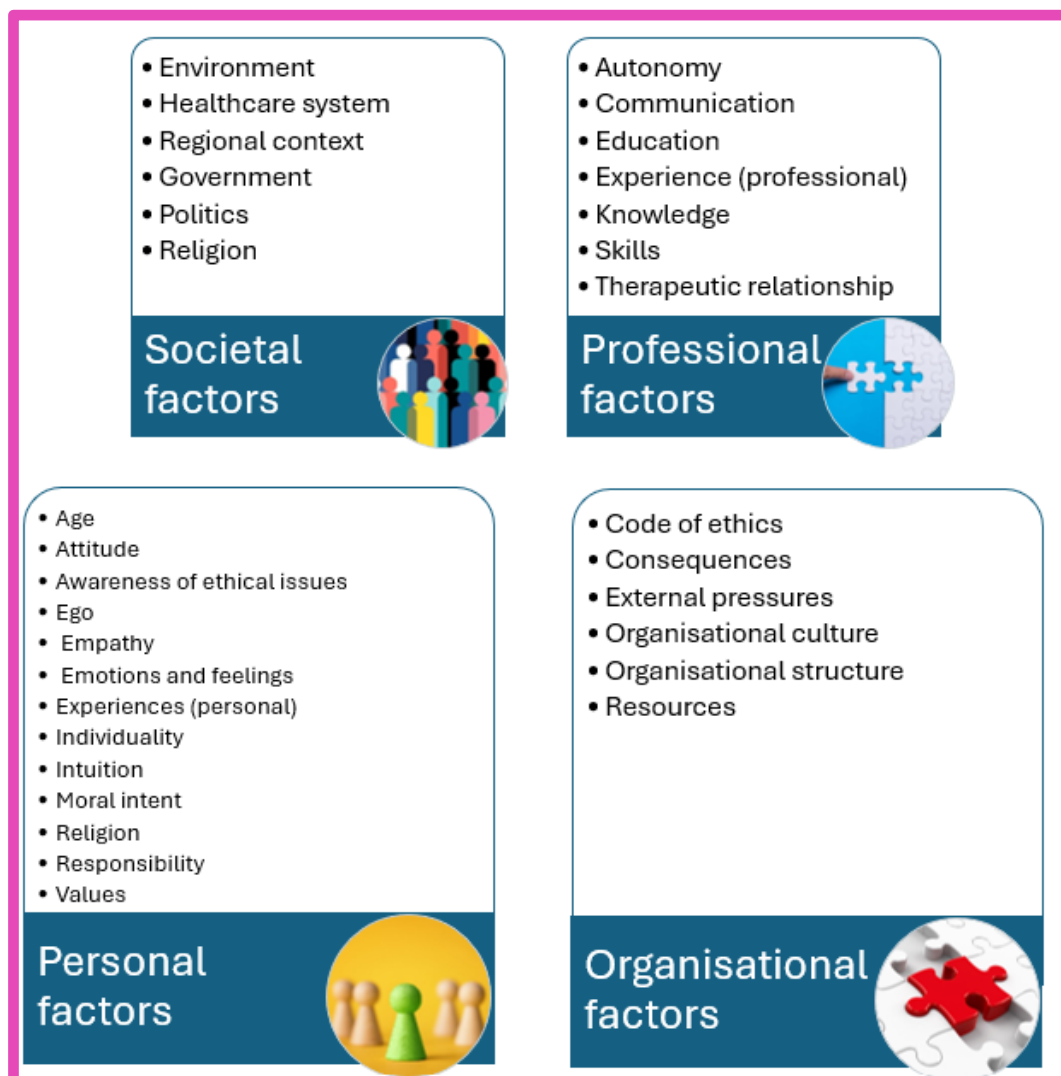 • Environment
• Healthcare system
• Regional context
• Government
• Politics
• Religion
Societal
factors
• Autonomy
• Communication
• Education
• Experience (professional)
• Knowledge
• Skills
• Therapeutic relationship
Professional
factors
• Age
• Attitude
• Awareness of ethical issues
• Ego
• Empathy
• Emotions and feelings
• Experiences (personal)
• Individuality
• Intuition
• Moral intent
• Religion
• Responsibility
• Values
Personal
factors
• Code of ethics
• Consequences
• External pressures
• Organisational culture
• Organisational structure
• Resources
Organisational
factors